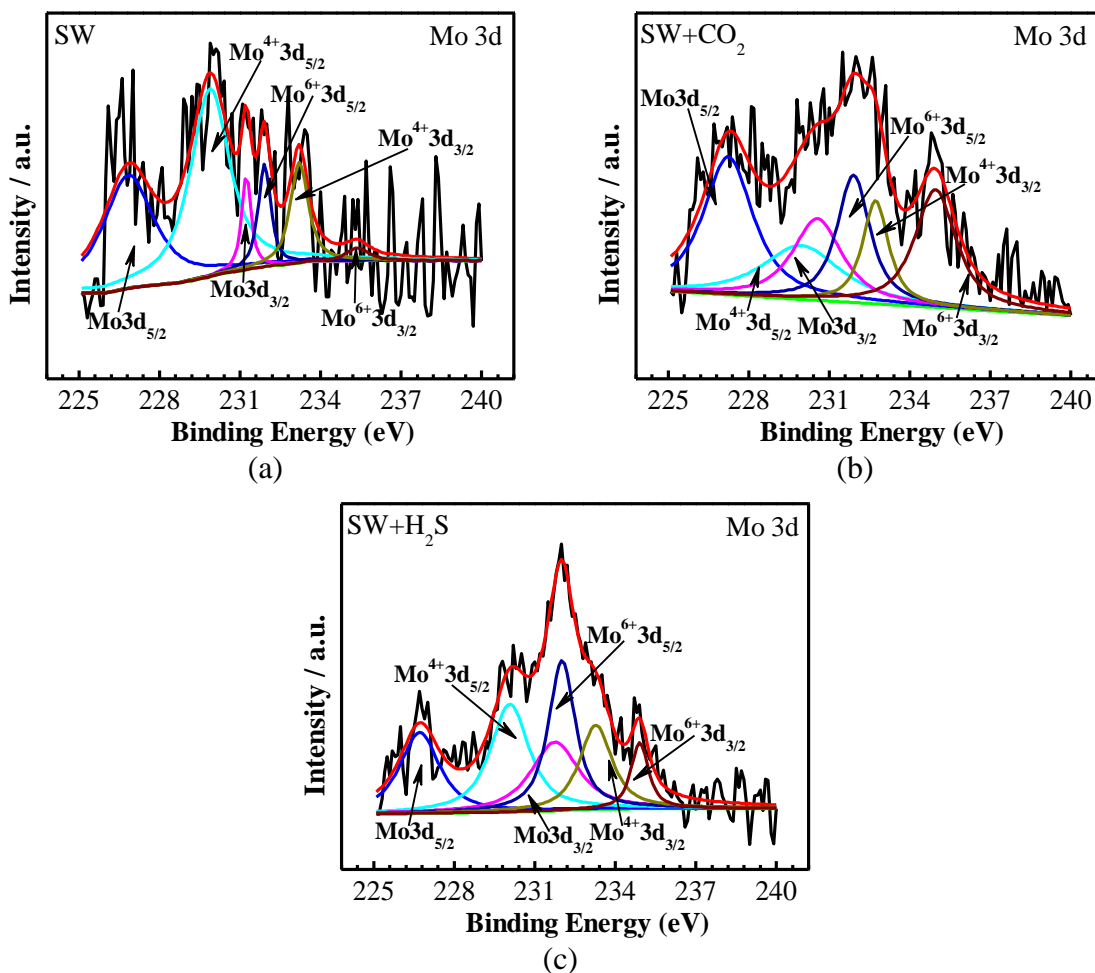 SW Mo 3d
Mo⁴⁺3d₅/₂
Mo⁶⁺3d₅/₂
Mo⁴⁺3d₃/₂
Mo3d₅/₂
Mo3d₃/₂
Mo⁶⁺3d₃/₂
Intensity / a.u.
225 228 231 234 237 240
Binding Energy (eV)
(a)
SW+CO₂ Mo 3d
Mo3d₅/₂
Mo⁶⁺3d₅/₂
Mo⁴⁺3d₃/₂
Mo⁴⁺3d₅/₂
Mo3d₃/₂
Mo⁶⁺3d₃/₂
Intensity / a.u.
225 228 231 234 237 240
Binding Energy (eV)
(b)
SW+H₂S Mo 3d
Mo⁶⁺3d₅/₂
Mo⁴⁺3d₅/₂
Mo⁶⁺3d₃/₂
Mo3d₅/₂
Mo3d₃/₂
Mo⁴⁺3d₃/₂
Intensity / a.u.
225 228 231 234 237 240
Binding Energy (eV)
(c)